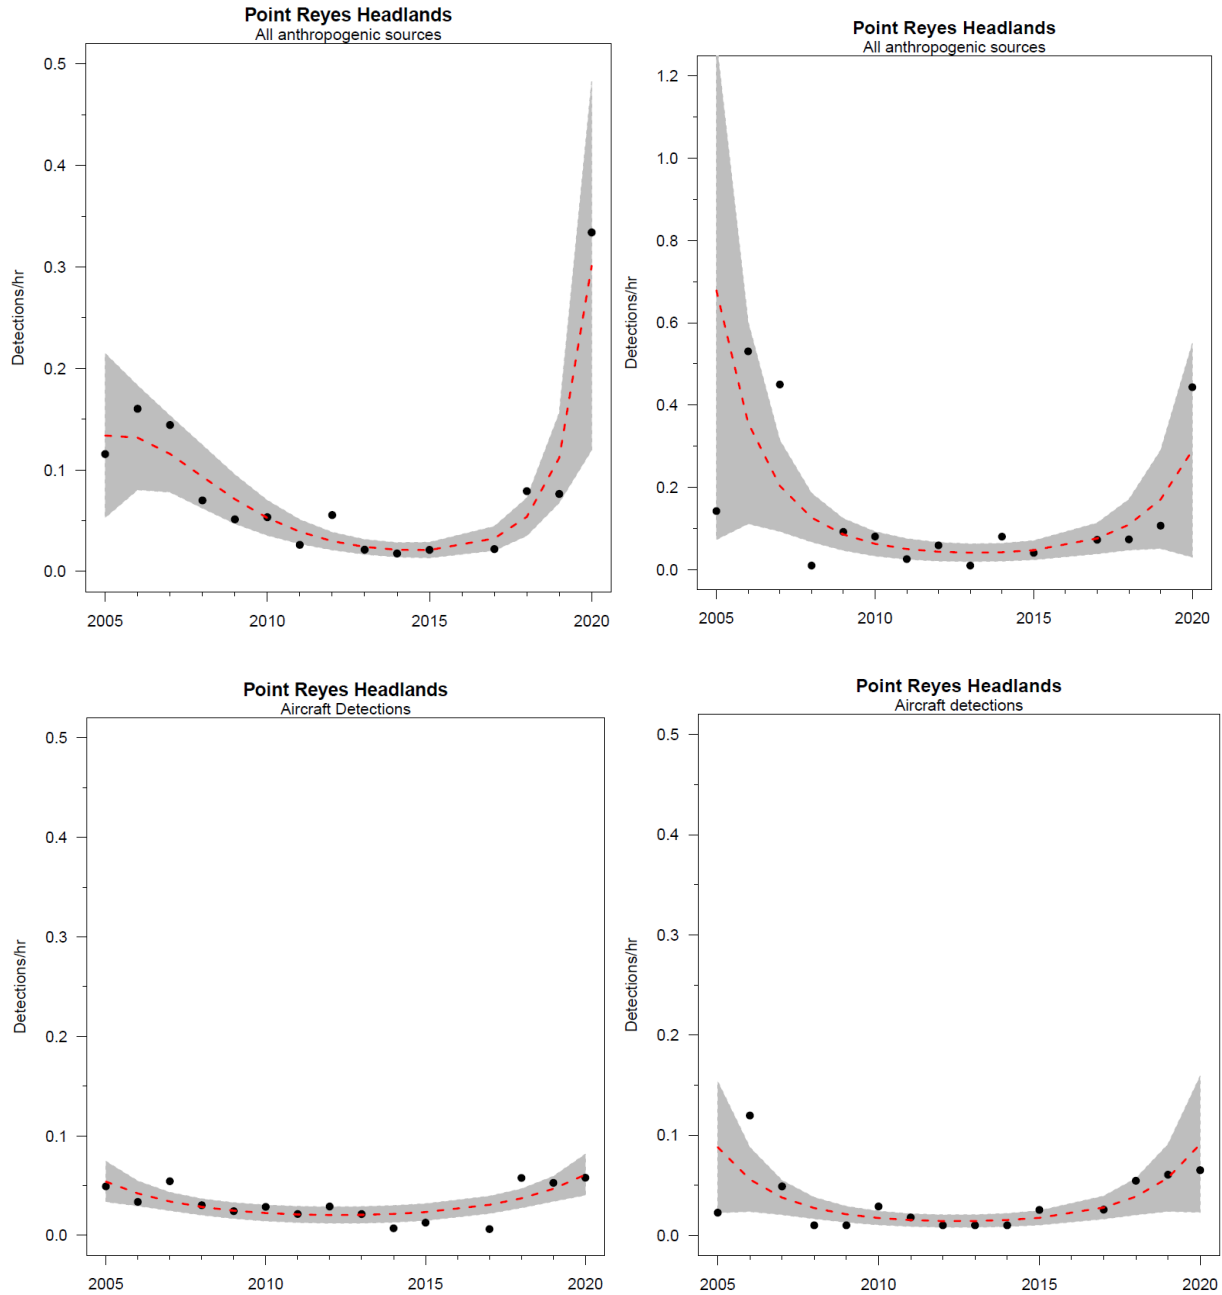 Point Reyes Headlands
All anthropogenic sources
0.5
0.4
0.3
0.2
0.1
0.0
Detections/hr
2005 2010 2015 2020
Point Reyes Headlands
All anthropogenic sources
1.2
1.0
0.8
0.6
0.4
0.2
0.0
Detections/hr
2005 2010 2015 2020
Point Reyes Headlands
Aircraft Detections
0.5
0.4
0.3
0.2
0.1
0.0
Detections/hr
2005 2010 2015 2020
Point Reyes Headlands
Aircraft detections
0.5
0.4
0.3
0.2
0.1
0.0
Detections/hr
2005 2010 2015 2020